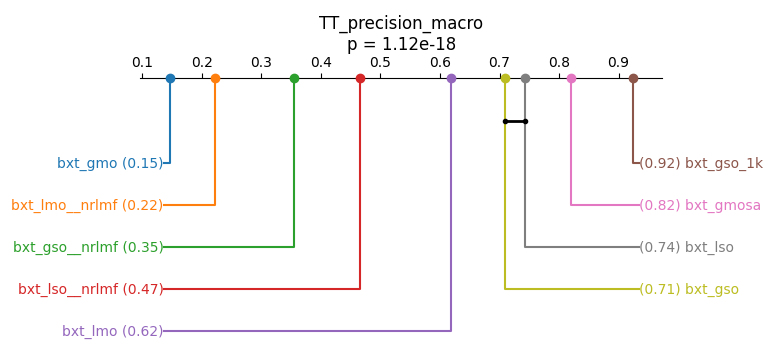 TT_precision_macro
p = 1.12e-18
0.1 0.2 0.3 0.4 0.5 0.6 0.7 0.8 0.9
bxt_gmo (0.15) (0.92) bxt_gso_1k
bxt_lmo__nrlmf (0.22) (0.82) bxt_gmosa
bxt_gso__nrlmf (0.35) (0.74) bxt_lso
bxt_lso__nrlmf (0.47) (0.71) bxt_gso
bxt_lmo (0.62)